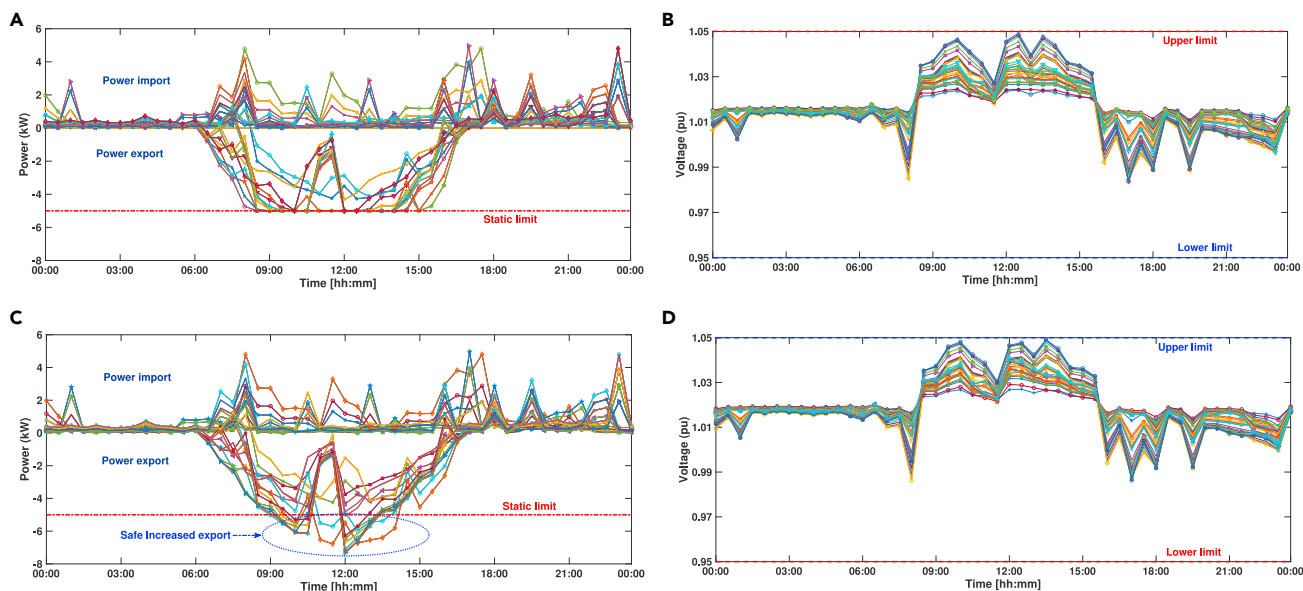 A
Power (kW)
6
4
2
0
-2
-4
-6
-8
Power import
Power export
Static limit
00:00 03:00 06:00 09:00 12:00 15:00 18:00 21:00 00:00
Time [hh:mm]
B
Voltage (pu)
1.05
1.03
1.01
0.99
0.97
0.95
Upper limit
Lower limit
00:00 03:00 06:00 09:00 12:00 15:00 18:00 21:00 00:00
Time [hh:mm]
C
Power (kW)
6
4
2
0
-2
-4
-6
-8
Power import
Power export
Static limit
Safe Increased export
00:00 03:00 06:00 09:00 12:00 15:00 18:00 21:00 00:00
Time [hh:mm]
D
Voltage (pu)
1.05
1.03
1.01
0.99
0.97
0.95
Upper limit
Lower limit
00:00 03:00 06:00 09:00 12:00 15:00 18:00 21:00 00:00
Time [hh:mm]